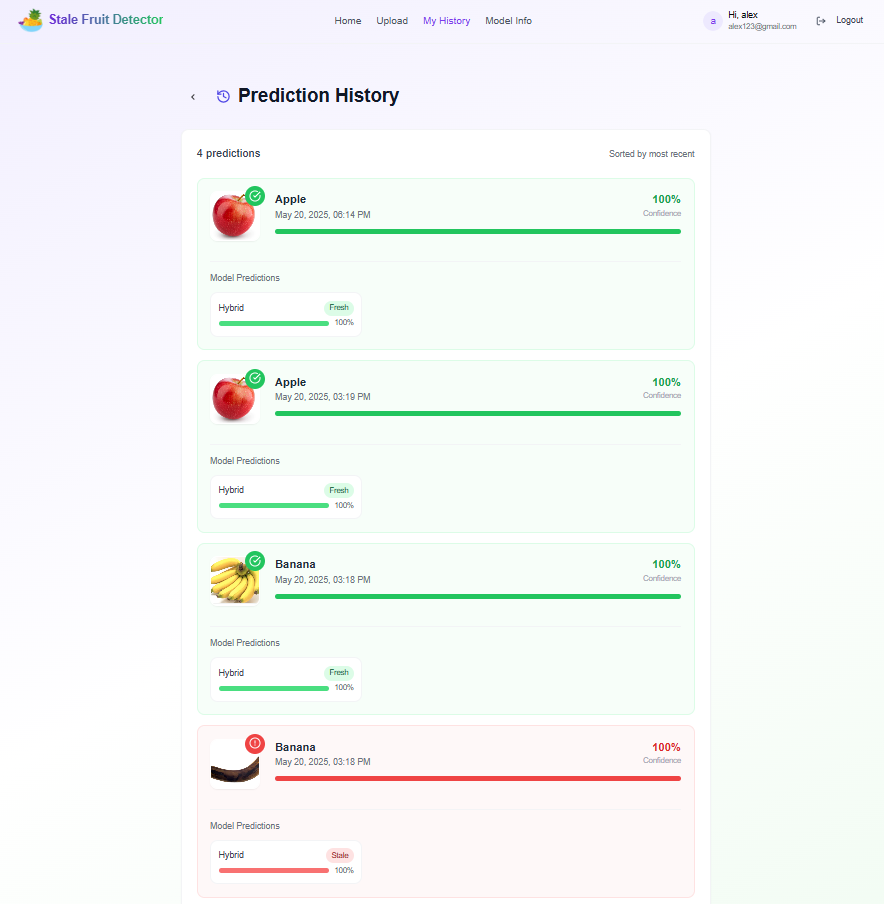 Stale Fruit Detector
Home Upload My History Model Info
a
Hi, alex
alex123@gmail.com
Logout
Prediction History
4 predictions
Sorted by most recent
Apple
100%
May 20, 2025, 06:14 PM
Confidence
Model Predictions
Hybrid
Fresh
100%
Apple
100%
May 20, 2025, 03:19 PM
Confidence
Model Predictions
Hybrid
Fresh
100%
Banana
100%
May 20, 2025, 03:18 PM
Confidence
Model Predictions
Hybrid
Fresh
100%
Banana
100%
May 20, 2025, 03:18 PM
Confidence
Model Predictions
Hybrid
Stale
100%